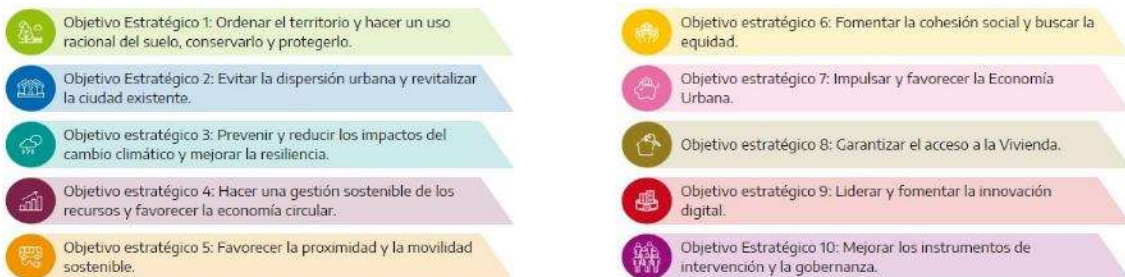 Objetivo Estratégico 1: Ordenar el territorio y hacer un uso
racional del suelo, conservarlo y protegerlo.
Objetivo Estratégico 2: Evitar la dispersión urbana y revitalizar
la ciudad existente.
Objetivo estratégico 3: Prevenir y reducir los impactos del
cambio climático y mejorar la resiliencia.
Objetivo estratégico 4: Hacer una gestión sostenible de los
recursos y favorecer la economía circular.
Objetivo estratégico 5: Favorecer la proximidad y la movilidad
sostenible.
Objetivo estratégico 6: Fomentar la cohesión social y buscar la
equidad.
Objetivo estratégico 7: Impulsar y favorecer la Economía
Urbana.
Objetivo estratégico 8: Garantizar el acceso a la Vivienda.
Objetivo estratégico 9: Liderar y fomentar la innovación
digital.
Objetivo Estratégico 10: Mejorar los instrumentos de
intervención y la gobernanza.